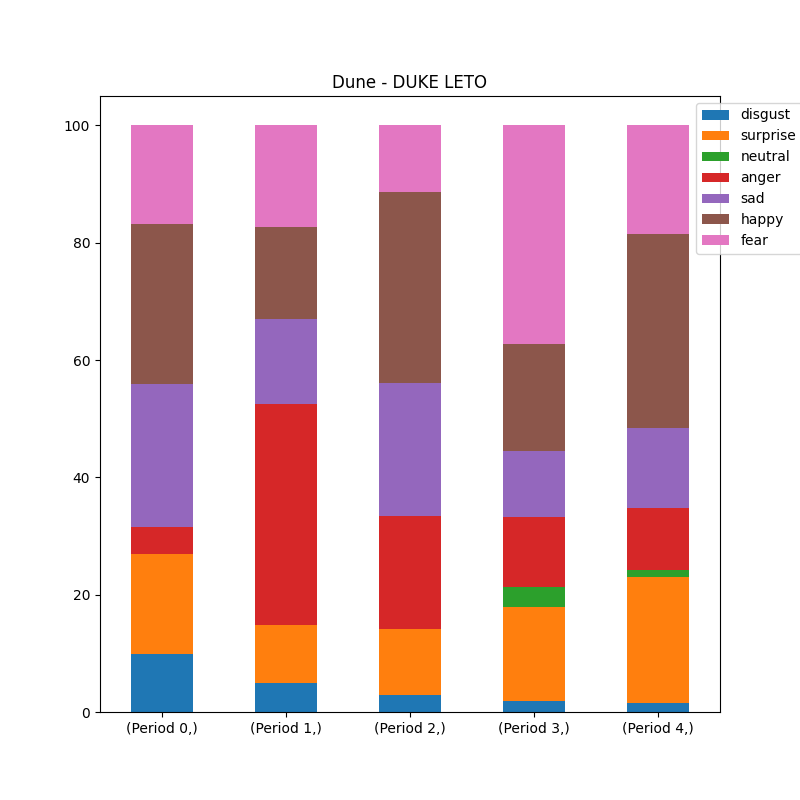 Dune - DUKE LETO
100
80
60
40
20
0
(Period 0,)
(Period 1,)
(Period 2,)
(Period 3,)
(Period 4,)
disgust
surprise
neutral
anger
sad
happy
fear